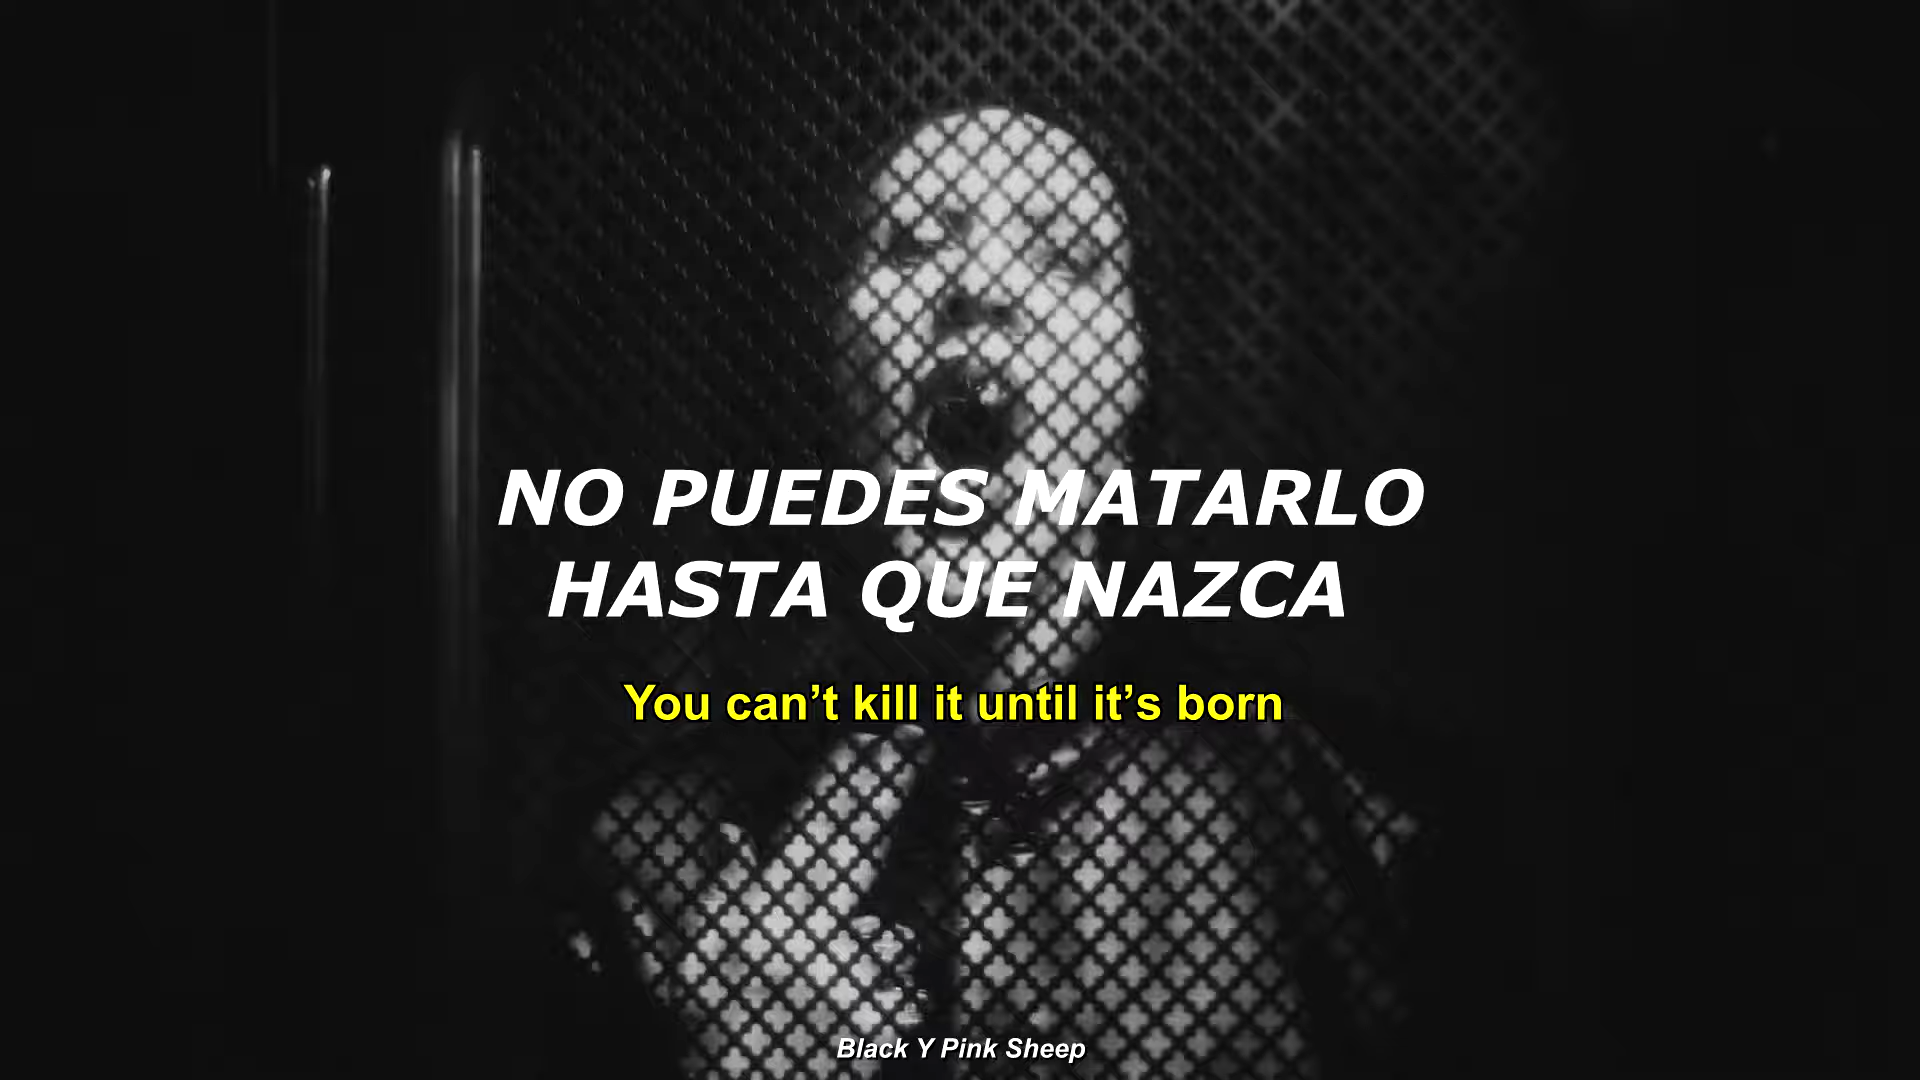 NO PUEDES MATARLO
HASTA QUE NAZCA
You can’t kill it until it’s born
Black Y Pink Sheep